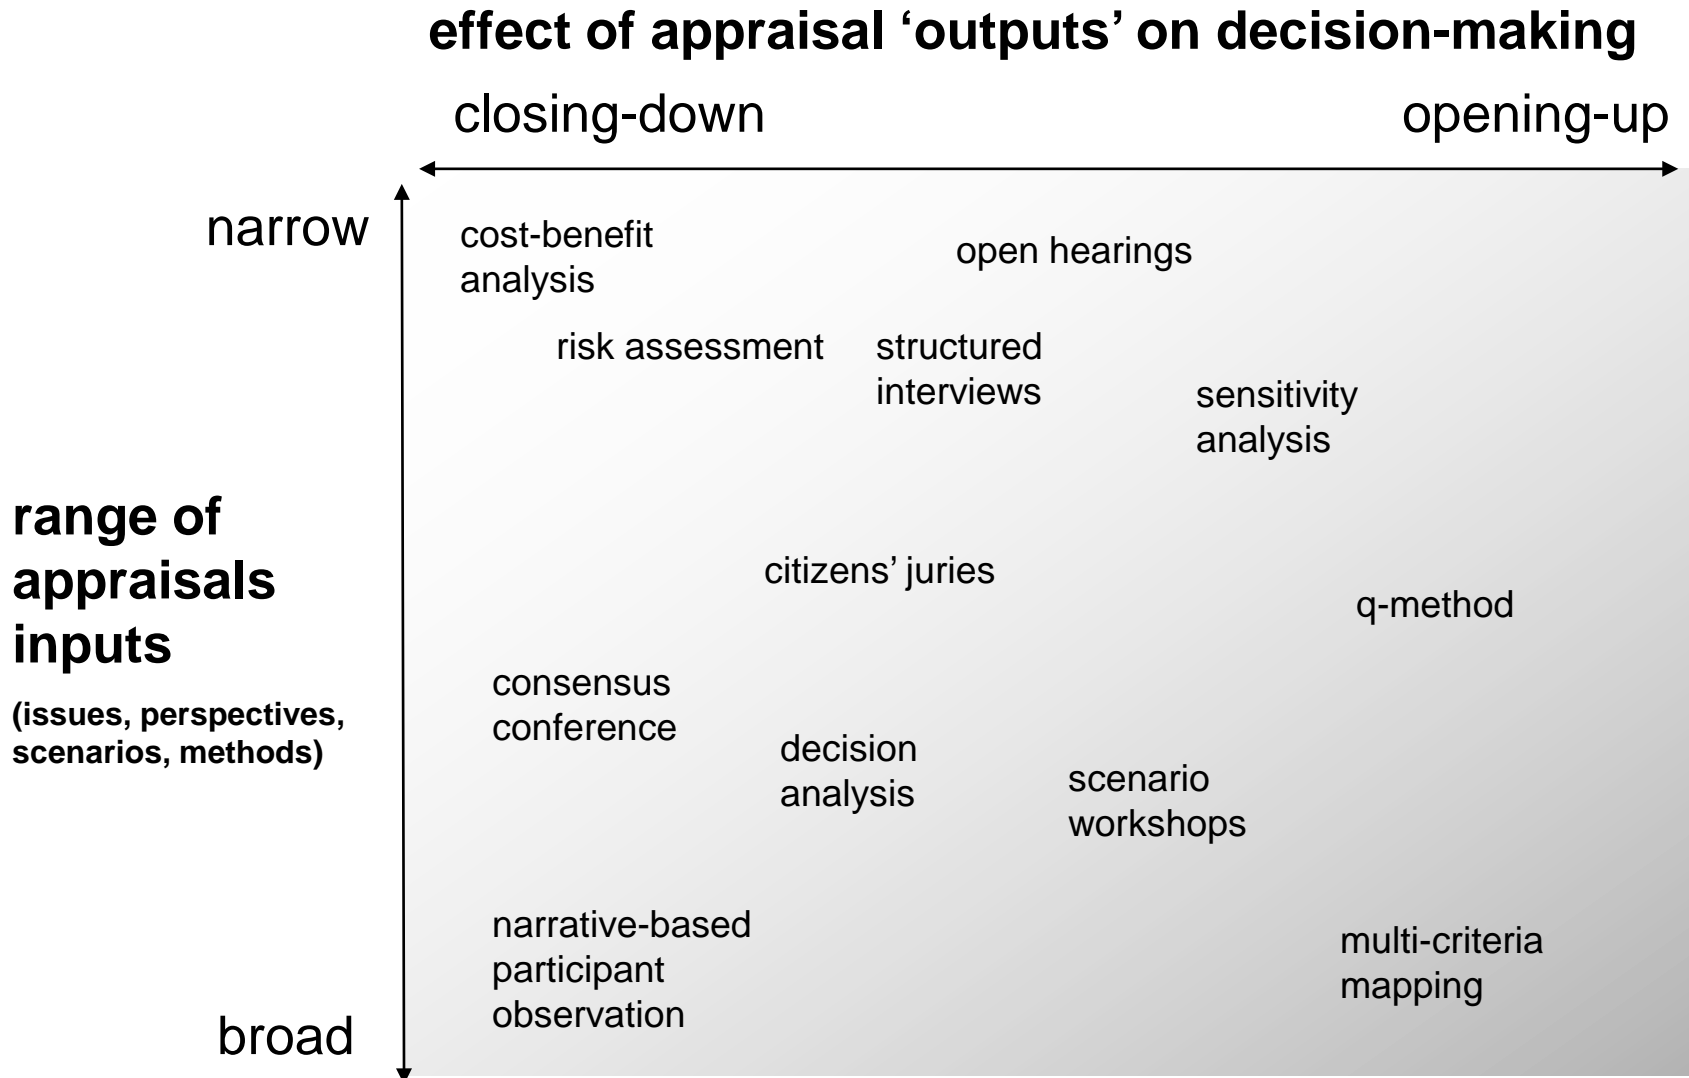 effect of appraisal ‘outputs’ on decision-making
closing-down
opening-up
narrow
cost-benefit
analysis
open hearings
risk assessment
structured
interviews
sensitivity
analysis
range of
appraisals
inputs
(issues, perspectives,
scenarios, methods)
citizens’ juries
q-method
consensus
conference
decision
analysis
scenario
workshops
narrative-based
participant
observation
multi-criteria
mapping
broad